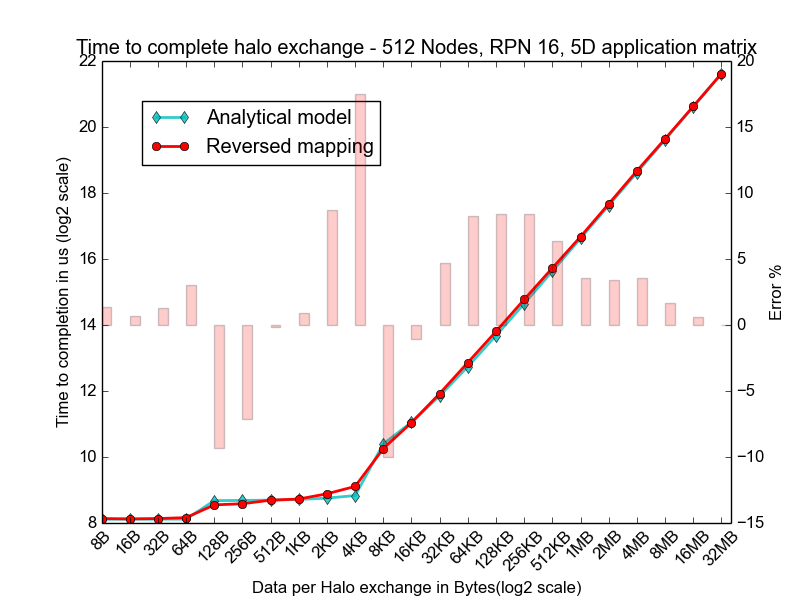 Time to complete halo exchange - 512 Nodes, RPN 16, 5D application matrix
Analytical model
Reversed mapping
Time to completion in us (log2 scale)
22
20
18
16
14
12
10
8
20
15
10
5
0
−5
−10
−15
Error %
8B 16B 32B 64B 128B 256B 512B 1KB 2KB 4KB 8KB 16KB 32KB 64KB 128KB 256KB 512KB 1MB 2MB 4MB 8MB 16MB 32MB
Data per Halo exchange in Bytes(log2 scale)